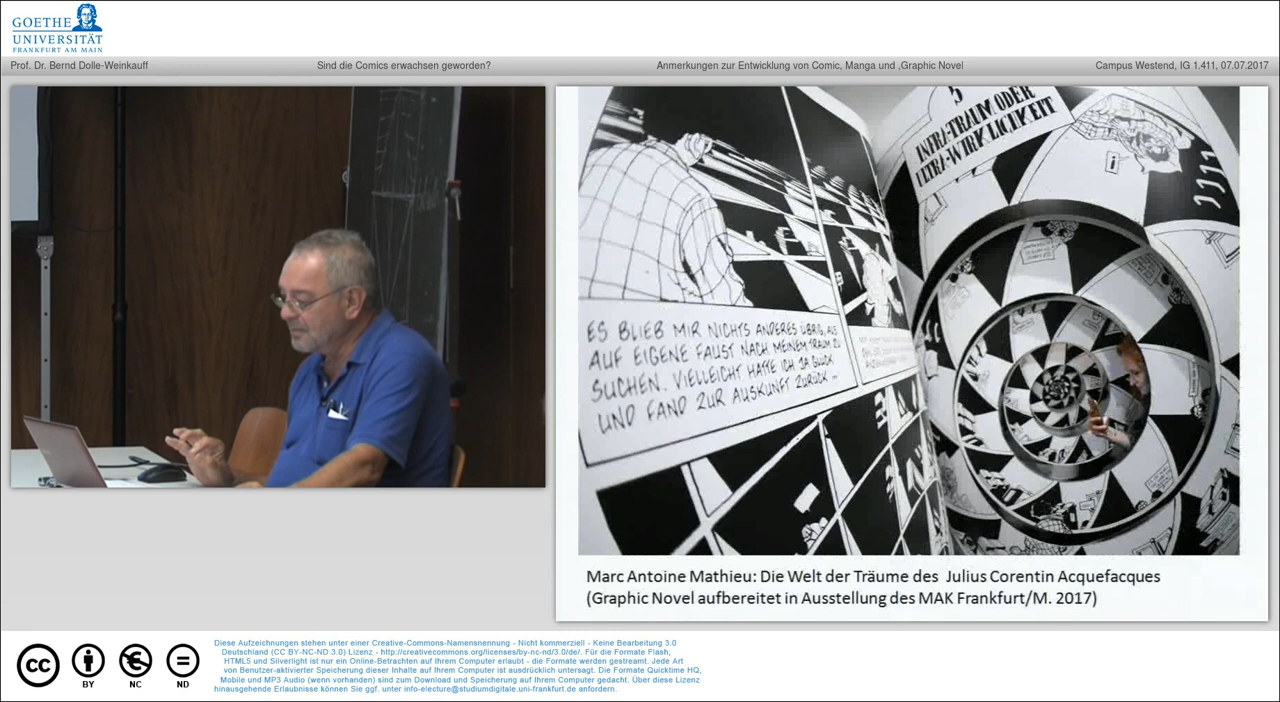 GOETHE
UNIVERSITÄT
FRANKFURT AM MAIN
Prof. Dr. Bernd Dolle-Weinkauff
Sind die Comics erwachsen geworden?
Anmerkungen zur Entwicklung von Comic, Manga und ‚Graphic Novel
Campus Westend, IG 1.411, 07.07.2017
5
INFRA-TRAUM ODER
ULTRA-WIRKLICHKEIT
ES BLIEB MIR NICHTS ANDERES ÜBRIG, ALS
AUF EIGENE FAUST NACH MEINEM TRAUM ZU
SUCHEN. VIELLEICHT HATTE ICH JA GLÜCK
UND FAND ZUR AUSKUNFT ZURÜCK...
Marc Antoine Mathieu: Die Welt der Träume des Julius Corentin Acquefacques
(Graphic Novel aufbereitet in Ausstellung des MAK Frankfurt/M. 2017)
cc
BY
NC
ND
Diese Aufzeichnungen stehen unter einer Creative-Commons-Namensnennung - Nicht kommerziell - Keine Bearbeitung 3.0
Deutschland (CC BY-NC-ND 3.0) Lizenz - http://creativecommons.org/licenses/by-nc-nd/3.0/de/. Für die Formate Flash,
HTML5 und Silverlight ist nur ein Online-Betrachten auf Ihrem Computer erlaubt - die Formate werden gestreamt. Jede Art
von Benutzer-aktivierter Speicherung dieser Inhalte auf Ihrem Computer ist ausdrücklich untersagt. Die Formate Quicktime HQ,
Mobile und MP3 Audio (wenn vorhanden) sind zum Download und Speicherung auf Ihrem Computer gedacht. Über diese Lizenz
hinausgehende Erlaubnisse können Sie ggf. unter info-electure@studiumdigitale.uni-frankfurt.de anfordern.